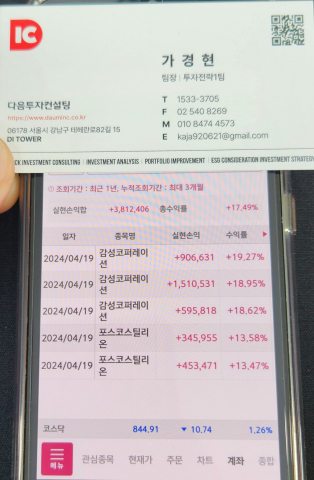 IC
가 경 현
팀장 | 투자전략1팀
다음투자컨설팅
https://www.dauninc.co.kr
06178 서울시 강남구 테헤란로82길 15
DI TOWER
T 1533-3705
F 02 540 8269
M 010 8474 4573
E kaja920621@gmail.com
CK INVESTMENT CONSULTING | INVESTMENT ANALYSIS | PORTFOLIO IMPROVEMENT | ESG CONSIDERATION INVESTMENT STRATEGY
조회기간 : 최근 1년, 누적조회기간 : 최대 3개월
실현손익합 +3,812,406 총수익률 +17.49%
일자 종목명 실현손익 수익률
2024/04/19 감성코퍼레이션 +906,631 +19.27%
2024/04/19 감성코퍼레이션 +1,510,531 +18.95%
2024/04/19 감성코퍼레이션 +595,818 +18.62%
2024/04/19 포스코스틸리온 +345,955 +13.58%
2024/04/19 포스코스틸리온 +453,471 +13.47%
코스닥 844.91 ▼ 10.74 1.26%
메뉴 관심종목 현재가 주문 차트 계좌 종합